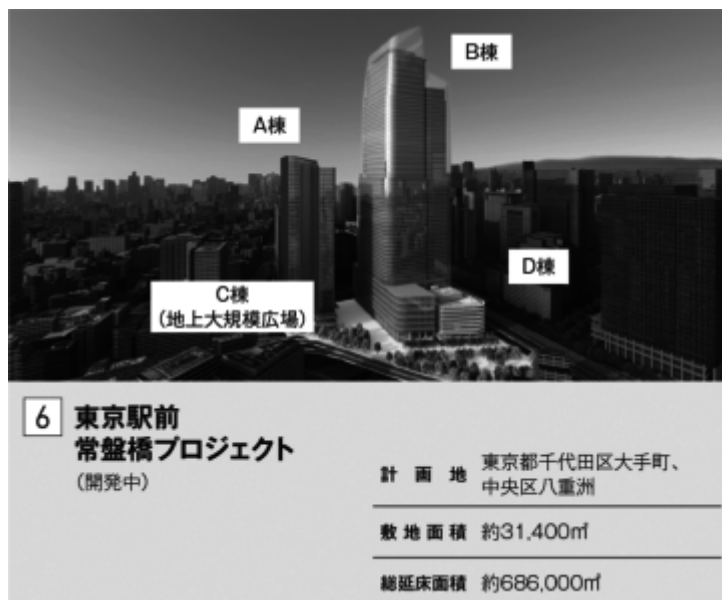 B棟
A棟
D棟
C棟
(地上大規模広場)
6 東京駅前
常盤橋プロジェクト
(開発中)
計画地 東京都千代田区大手町、
中央区八重洲
敷地面積 約31,400㎡
総延床面積 約686,000㎡